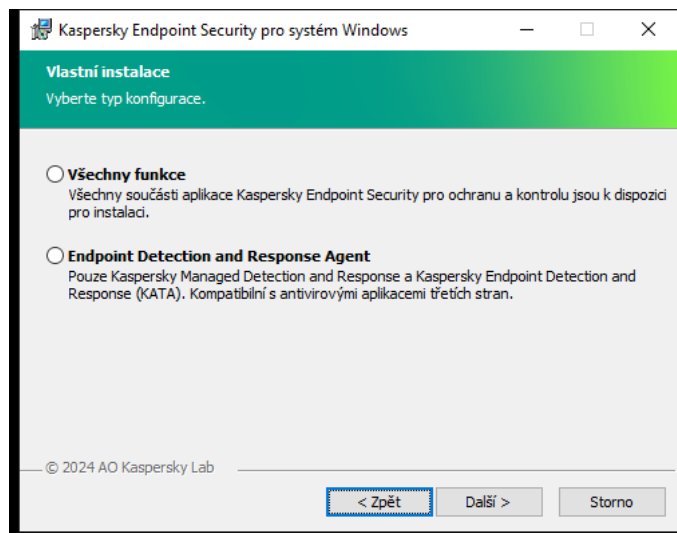 Kaspersky Endpoint Security pro systém Windows
Vlastní instalace
Vyberte typ konfigurace.
Všechny funkce
Všechny součásti aplikace Kaspersky Endpoint Security pro ochranu a kontrolu jsou k dispozici
pro instalaci.
Endpoint Detection and Response Agent
Pouze Kaspersky Managed Detection and Response a Kaspersky Endpoint Detection and
Response (KATA). Kompatibilní s antivirovými aplikacemi třetích stran.
© 2024 AO Kaspersky Lab
< Zpět
Další >
Storno